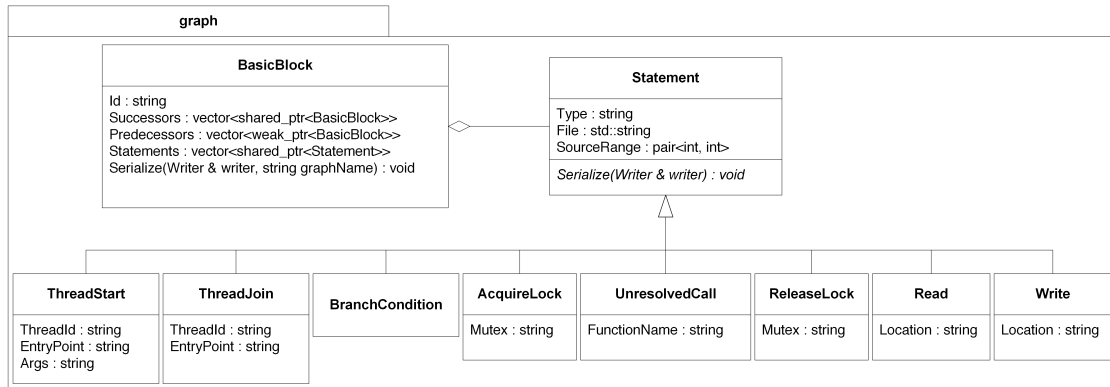 graph
BasicBlock
Id : string
Successors : vector<shared_ptr<BasicBlock>>
Predecessors : vector<weak_ptr<BasicBlock>>
Statements : vector<shared_ptr<Statement>>
Serialize(Writer & writer, string graphName) : void
Statement
Type : string
File : std::string
SourceRange : pair<int, int>
Serialize(Writer & writer) : void
ThreadStart
ThreadId : string
EntryPoint : string
Args : string
ThreadJoin
ThreadId : string
EntryPoint : string
BranchCondition
AcquireLock
Mutex : string
UnresolvedCall
FunctionName : string
ReleaseLock
Mutex : string
Read
Location : string
Write
Location : string